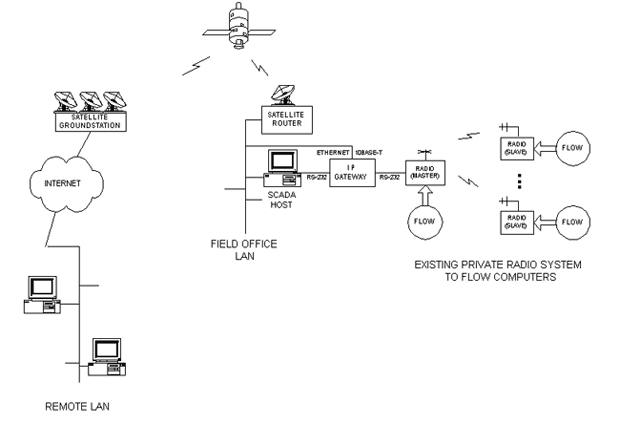 SATELLITE
GROUNDSTATION
INTERNET
REMOTE LAN
SATELLITE
ROUTER
ETHERNET 10BASE-T
SCADA
HOST
RS-232
IP
GATEWAY
RS-232
RADIO
(MASTER)
FLOW
FIELD OFFICE
LAN
RADIO
(SLAVE)
FLOW
RADIO
(SLAVE)
FLOW
EXISTING PRIVATE RADIO SYSTEM
TO FLOW COMPUTERS